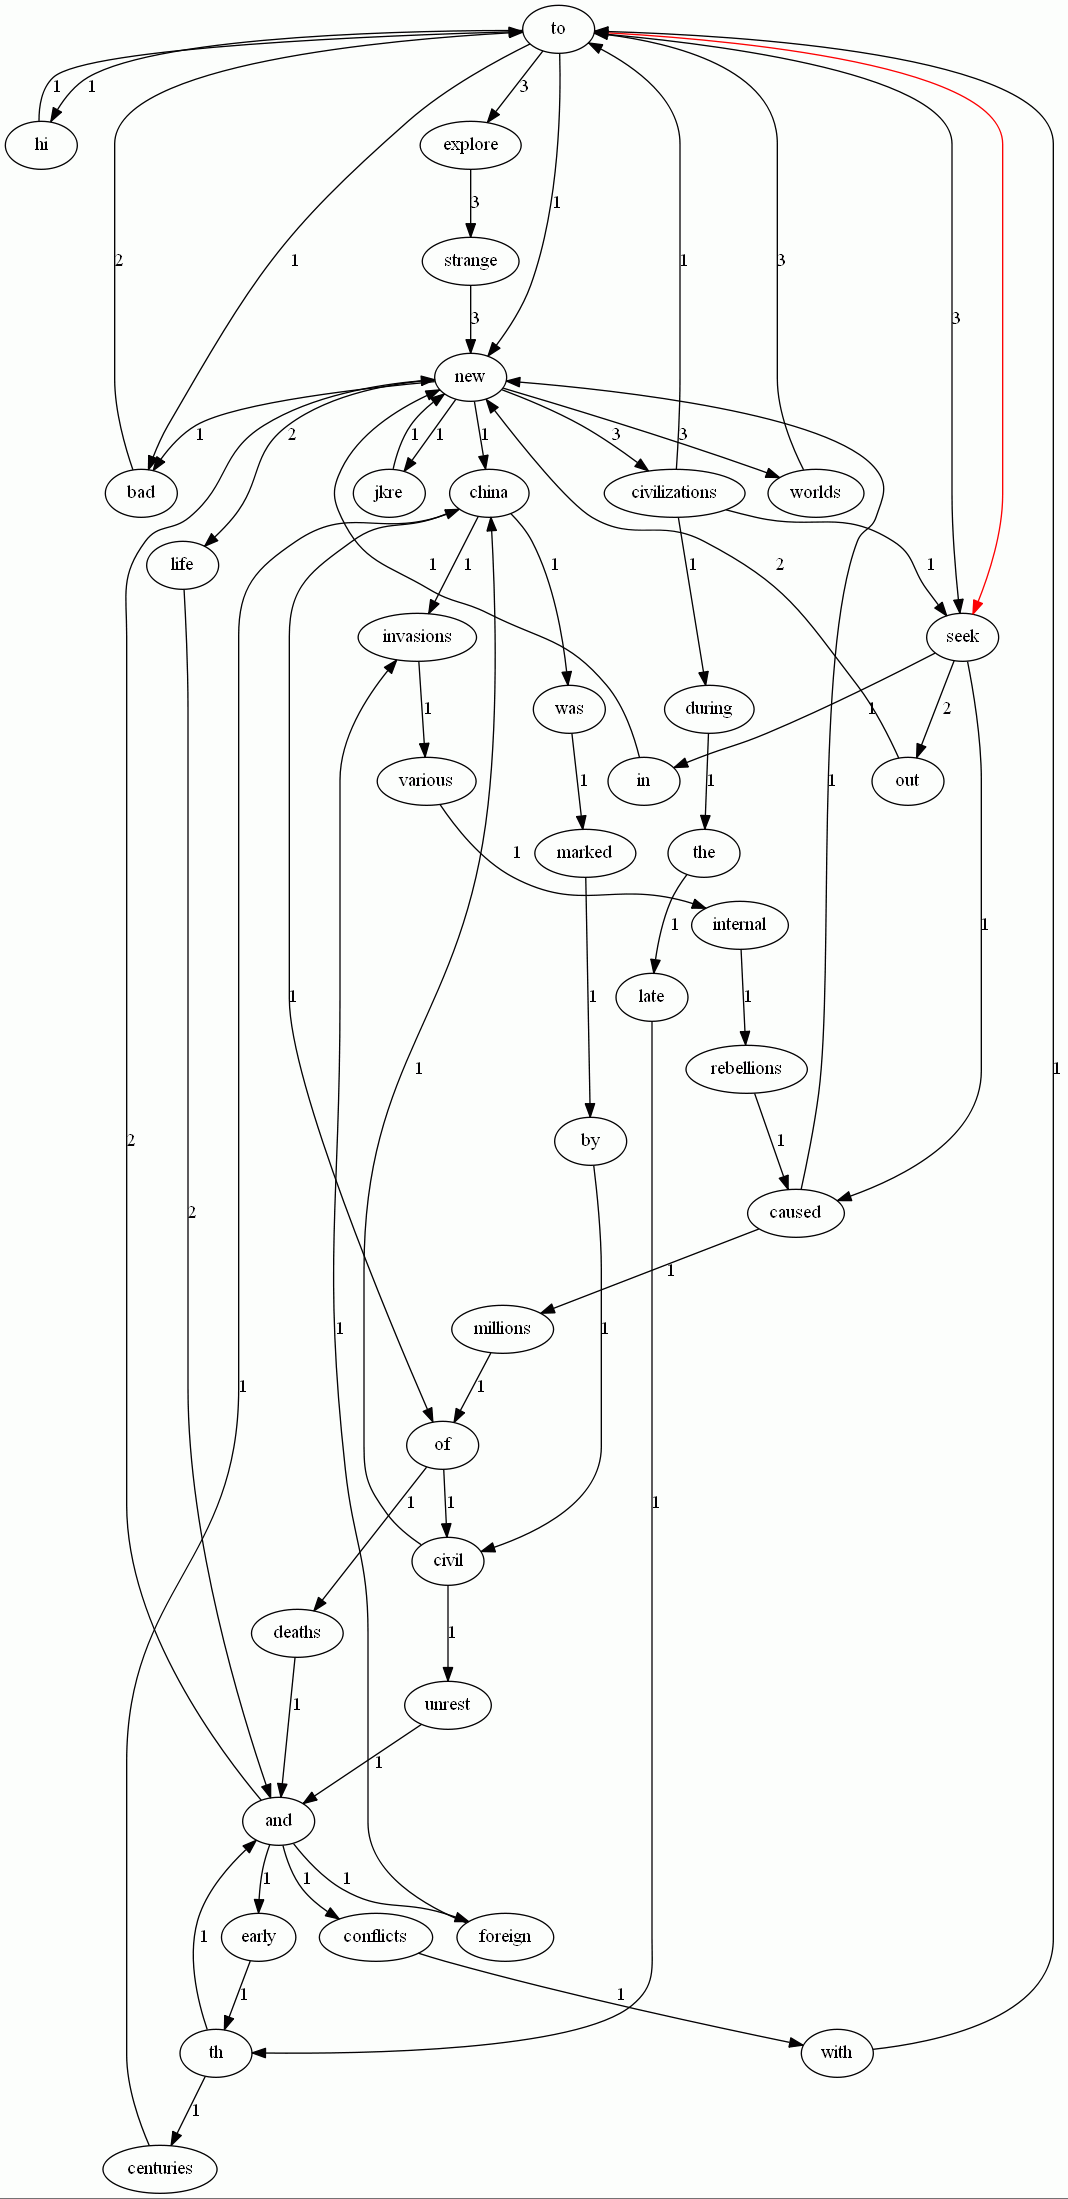 to
1 1 3
hi explore
3 1
2 strange 1 1 3
3 3
new
1 2 1 1 1 3 3
bad jkre china civilizations worlds
life 1 1 1 1 2 1
invasions seek
was during
1 1 2
various in out
1 1
1 marked the
1 internal 1 1
1 late 1 1 1
rebellions
1 1
2 by
1
2 caused
1
1 millions 1
1 1
of
1 1 1
civil
deaths 1
unrest
1 1
and
1 1 1
early conflicts foreign
1
1 1
th with
1
centuries